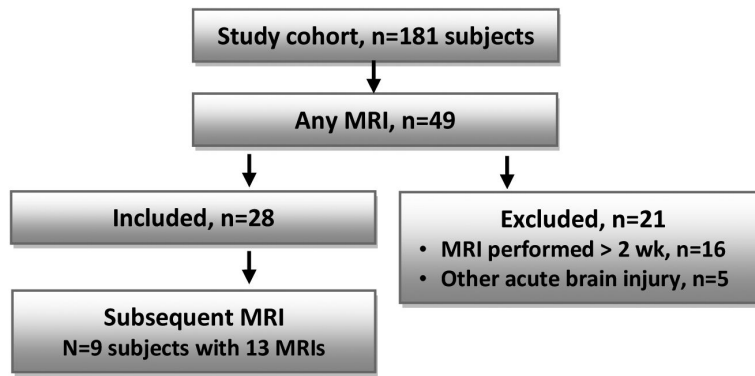 Study cohort, n=181 subjects
Any MRI, n=49
Included, n=28
Excluded, n=21
• MRI performed > 2 wk, n=16
• Other acute brain injury, n=5
Subsequent MRI
N=9 subjects with 13 MRIs